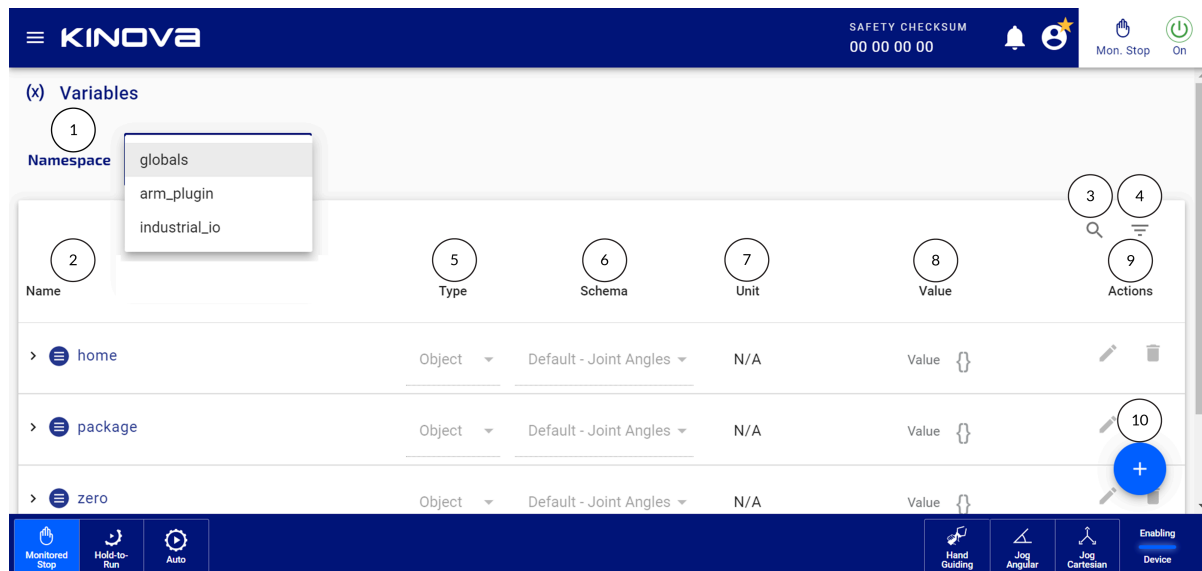 KINOVA
SAFETY CHECKSUM
00 00 00 00
Mon. Stop
On
(x) Variables
1
Namespace
globals
arm_plugin
industrial_io
3
4
2
5
6
7
8
9
Name
Type
Schema
Unit
Value
Actions
home
Object
Default - Joint Angles
N/A
Value {}
package
Object
Default - Joint Angles
N/A
Value {}
10
+
zero
Object
Default - Joint Angles
N/A
Value {}
Monitored
Stop
Hold-to-
Run
Auto
Hand
Guiding
Jog
Angular
Jog
Cartesian
Enabling
Device